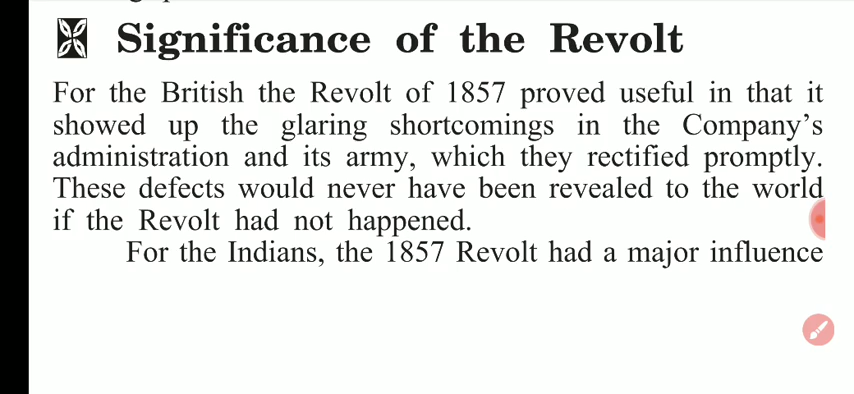 Significance of the Revolt
For the British the Revolt of 1857 proved useful in that it
showed up the glaring shortcomings in the Company's
administration and its army, which they rectified promptly.
These defects would never have been revealed to the world
if the Revolt had not happened.
For the Indians, the 1857 Revolt had a major influence